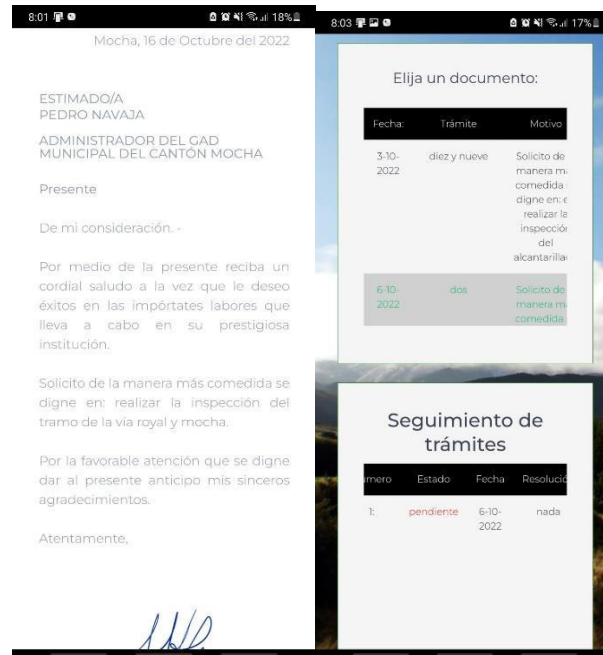 8:01
18%
Mocha, 16 de Octubre del 2022
ESTIMADO/A
PEDRO NAVAJA
ADMINISTRADOR DEL GAD
MUNICIPAL DEL CANTÓN MOCHA
Presente
De mi consideración. -
Por medio de la presente reciba un
cordial saludo a la vez que le deseo
éxitos en las impórtates labores que
lleva a cabo en su prestigiosa
institución.
Solicito de la manera más comedida se
digne en: realizar la inspección del
tramo de la via royal y mocha.
Por la favorable atención que se digne
dar al presente anticipo mis sinceros
agradecimientos.
Atentamente,
8:03
17%
Elija un documento:
Fecha: Trámite Motivo
3-10- diez y nueve Solicito de
2022 manera m
comedida
digne en: e
realizar la
inspección
del
alcantarilla
6-10- dos Solicito de
2022 manera m
comedida
Seguimiento de
trámites
umero Estado Fecha Resolució
1: pendiente 6-10- nada
2022